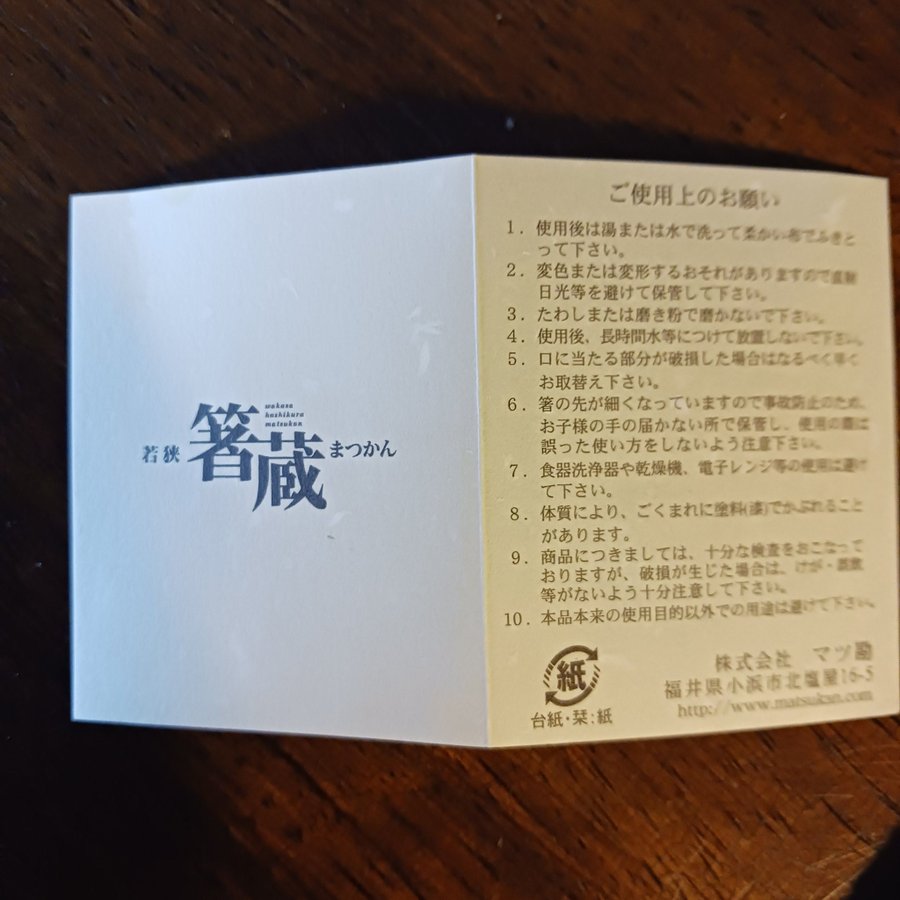 若狭
箸蔵
wakasa
hashikura
matsukan
まつかん
ご使用上のお願い
1. 使用後は湯または水で洗って柔かい布でふきと
って下さい。
2. 変色または変形するおそれがありますので直射
日光等を避けて保管して下さい。
3. たわしまたは磨き粉で磨かないで下さい。
4. 使用後、長時間水等につけて放置しないで下さい。
5. 口に当たる部分が破損した場合はなるべく早く
お取替え下さい。
6. 箸の先が細くなっていますので事故防止のため、
お子様の手の届かない所で保管し、使用の際は
誤った使い方をしないよう注意下さい。
7. 食器洗浄器や乾燥機、電子レンジ等の使用は避け
て下さい。
8. 体質により、ごくまれに塗料(漆)でかぶれること
があります。
9. 商品につきましては、十分な検査をおこなって
おりますが、破損が生じた場合は、けが・誤飲
等がないよう十分注意して下さい。
10. 本品本来の使用目的以外での用途は避けて下さい。
紙
台紙・栞:紙
株式会社 マツ勘
福井県小浜市北塩屋16-5
http://www.matsukan.com